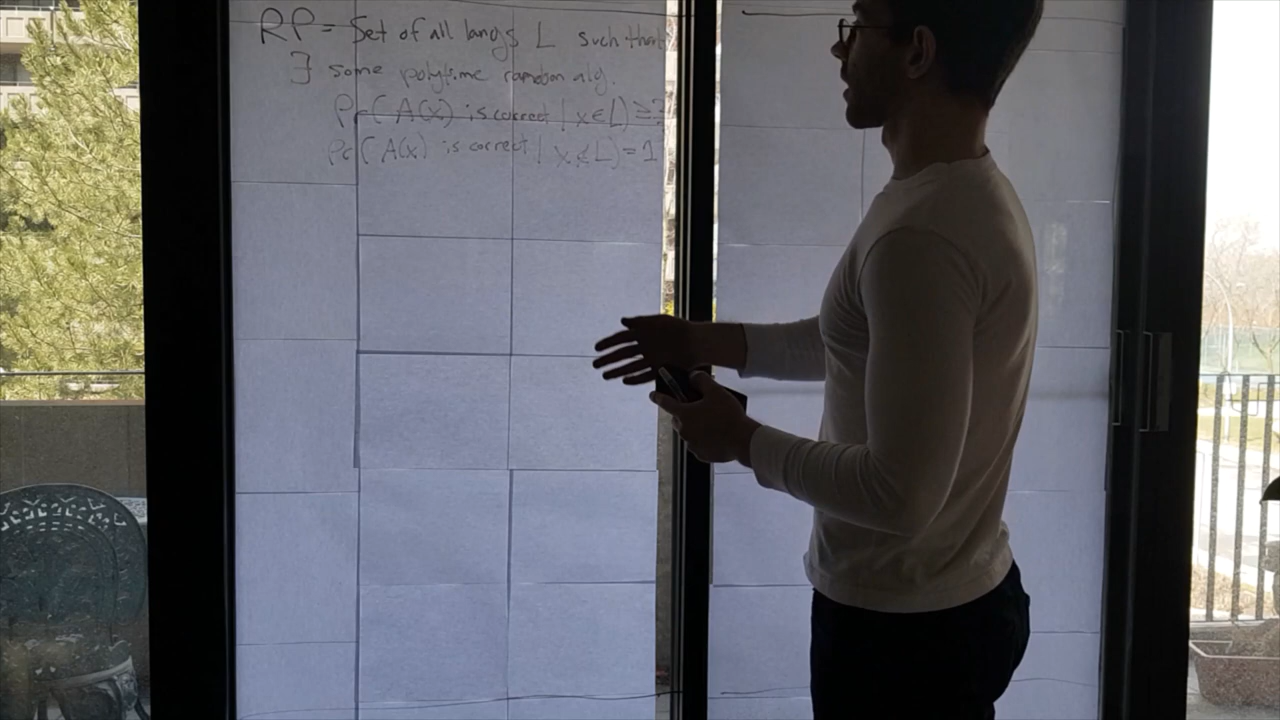 RP = Set of all langs L such that
∃ some polytime random alg.
Pr(A(x) is correct | x ∈ L) ≥ ?
Pr(A(x) is correct | x ∉ L) = 1